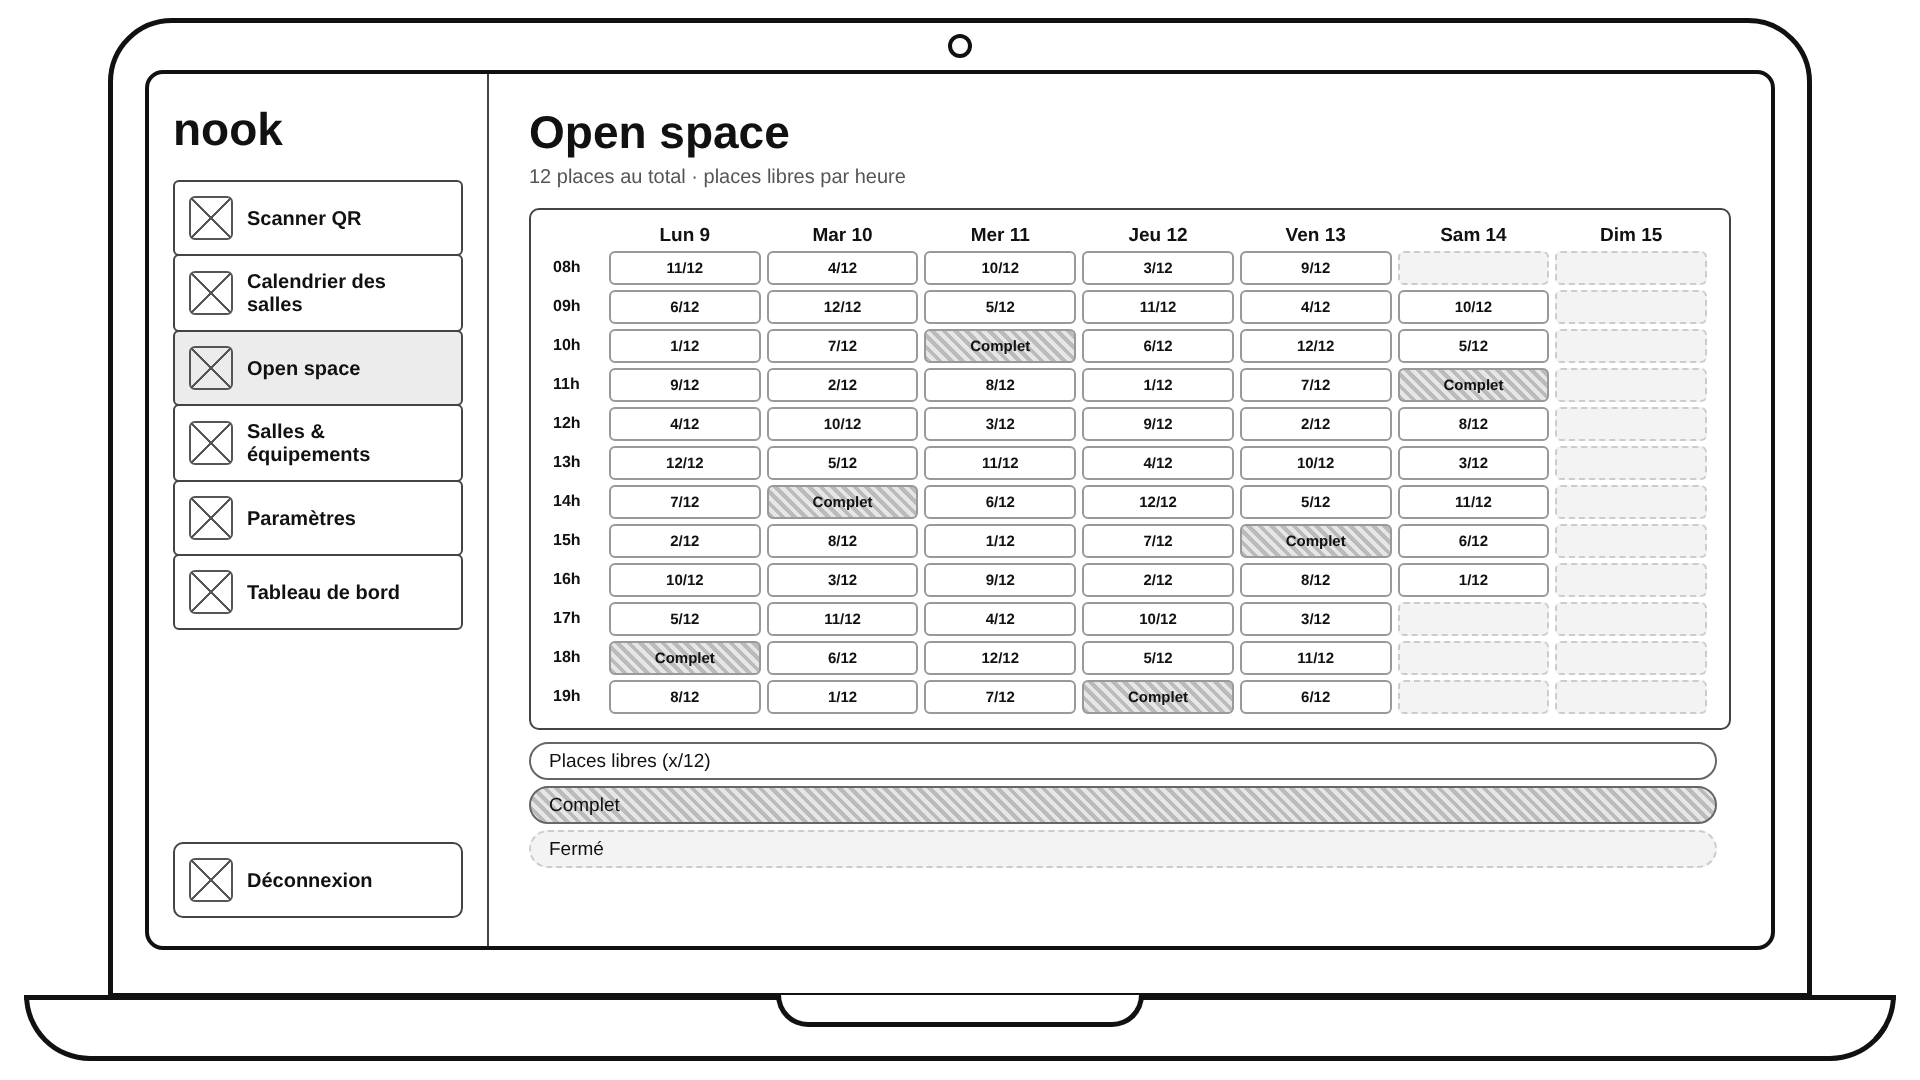 nook
Scanner QR
Calendrier des
salles
Open space
Salles &
équipements
Paramètres
Tableau de bord
Déconnexion
Open space
12 places au total · places libres par heure
Lun 9 Mar 10 Mer 11 Jeu 12 Ven 13 Sam 14 Dim 15
08h 11/12 4/12 10/12 3/12 9/12
09h 6/12 12/12 5/12 11/12 4/12 10/12
10h 1/12 7/12 Complet 6/12 12/12 5/12
11h 9/12 2/12 8/12 1/12 7/12 Complet
12h 4/12 10/12 3/12 9/12 2/12 8/12
13h 12/12 5/12 11/12 4/12 10/12 3/12
14h 7/12 Complet 6/12 12/12 5/12 11/12
15h 2/12 8/12 1/12 7/12 Complet 6/12
16h 10/12 3/12 9/12 2/12 8/12 1/12
17h 5/12 11/12 4/12 10/12 3/12
18h Complet 6/12 12/12 5/12 11/12
19h 8/12 1/12 7/12 Complet 6/12
Places libres (x/12)
Complet
Fermé